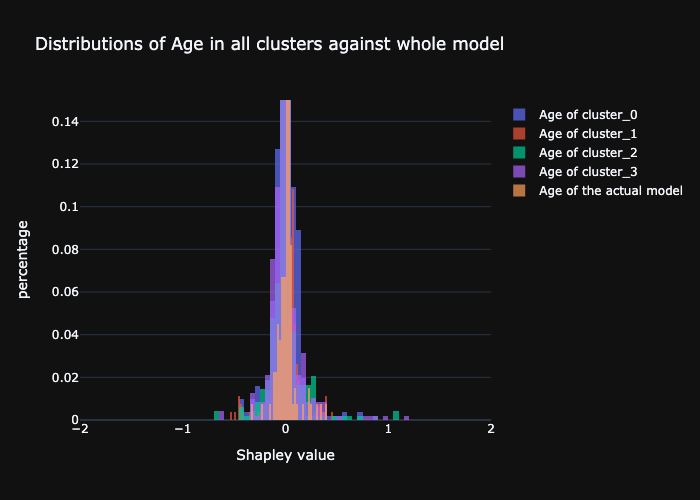 Distributions of Age in all clusters against whole model
Age of cluster_0
Age of cluster_1
Age of cluster_2
Age of cluster_3
Age of the actual model
percentage
0.14
0.12
0.1
0.08
0.06
0.04
0.02
0
−2
−1
0
1
2
Shapley value